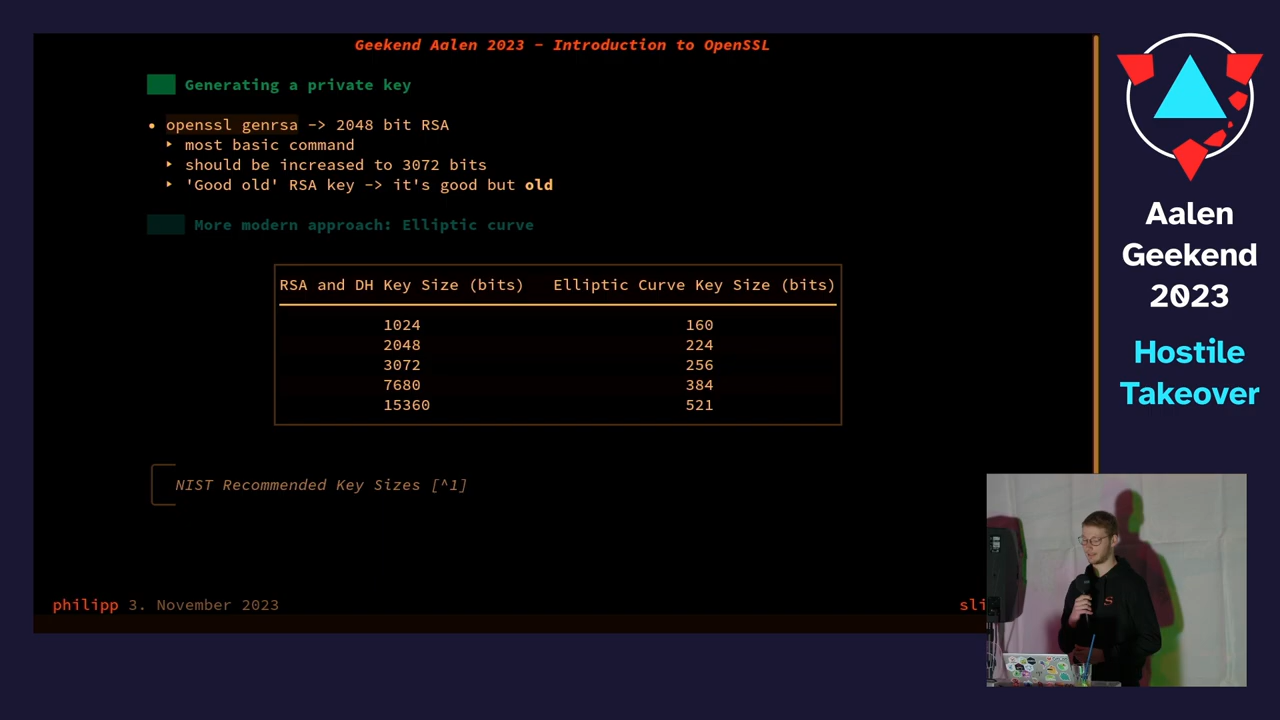 Geekend Aalen 2023 - Introduction to OpenSSL
Generating a private key
• openssl genrsa -> 2048 bit RSA
‣ most basic command
‣ should be increased to 3072 bits
‣ 'Good old' RSA key -> it's good but old
More modern approach: Elliptic curve
RSA and DH Key Size (bits) Elliptic Curve Key Size (bits)
1024 160
2048 224
3072 256
7680 384
15360 521
NIST Recommended Key Sizes [^1]
philipp 3. November 2023
sli
Aalen
Geekend
2023
Hostile
Takeover